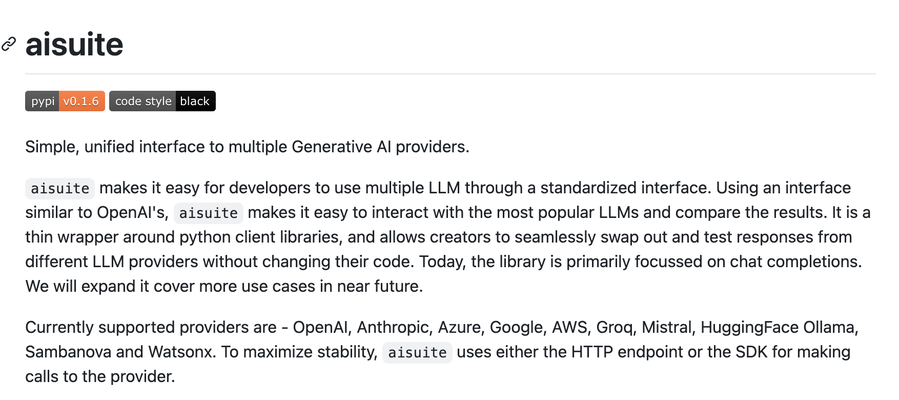 aisuite
pypi v0.1.6 code style black
Simple, unified interface to multiple Generative AI providers.
aisuite makes it easy for developers to use multiple LLM through a standardized interface. Using an interface
similar to OpenAI's, aisuite makes it easy to interact with the most popular LLMs and compare the results. It is a
thin wrapper around python client libraries, and allows creators to seamlessly swap out and test responses from
different LLM providers without changing their code. Today, the library is primarily focussed on chat completions.
We will expand it cover more use cases in near future.
Currently supported providers are - OpenAI, Anthropic, Azure, Google, AWS, Groq, Mistral, HuggingFace Ollama,
Sambanova and Watsonx. To maximize stability, aisuite uses either the HTTP endpoint or the SDK for making
calls to the provider.